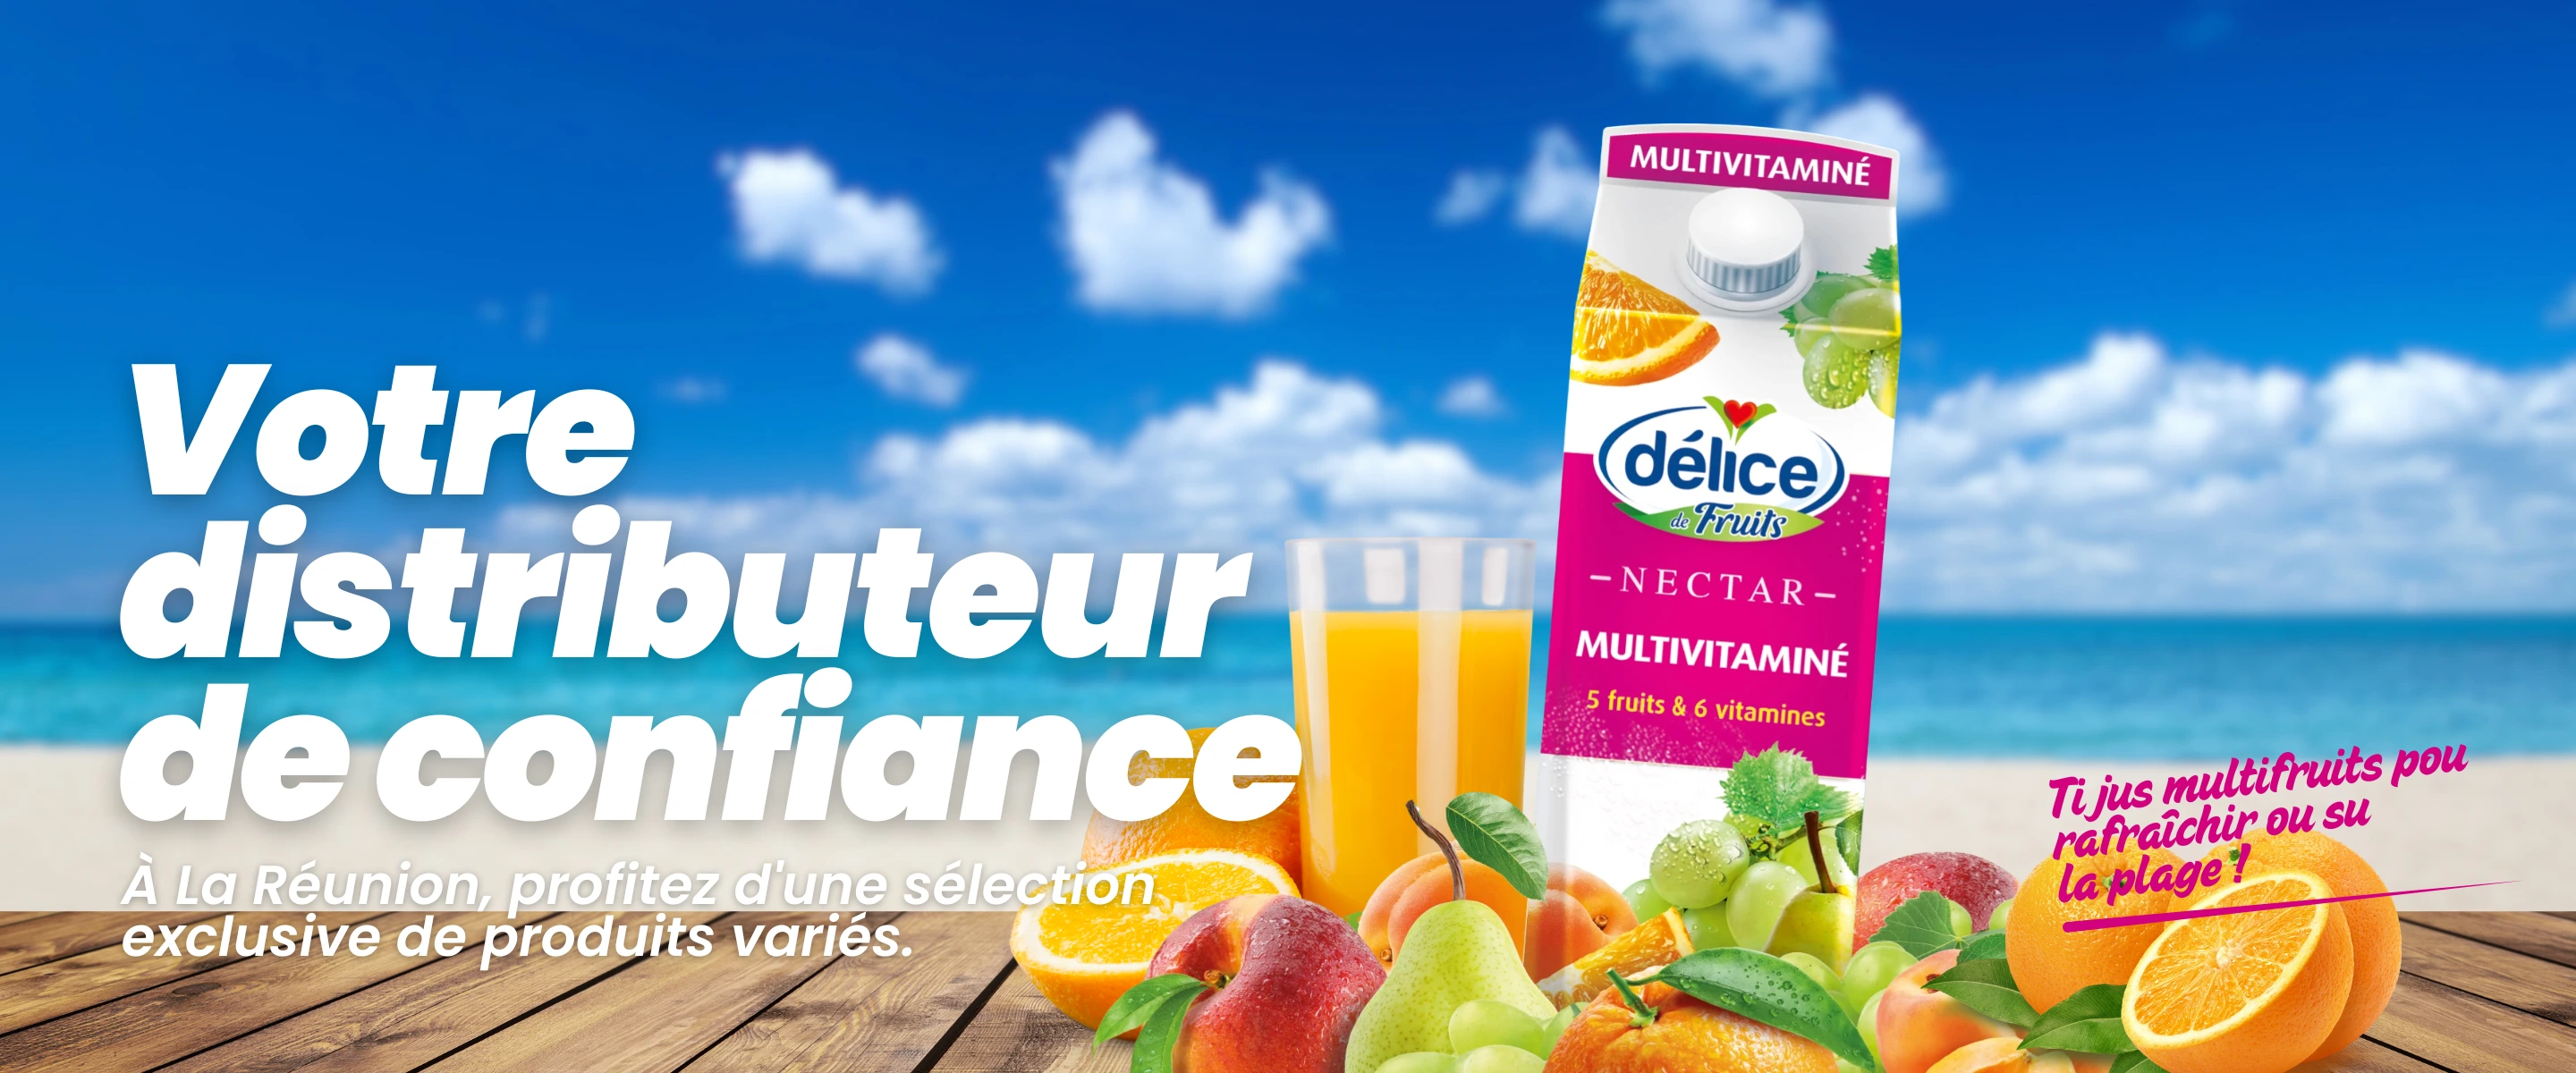 Votre
distributeur
de confiance
À La Réunion, profitez d'une sélection
exclusive de produits variés.
MULTIVITAMINÉ
délice
de Fruits
–NECTAR–
MULTIVITAMINÉ
5 fruits & 6 vitamines
Ti jus multifruits pou
rafraîchir ou su
la plage !